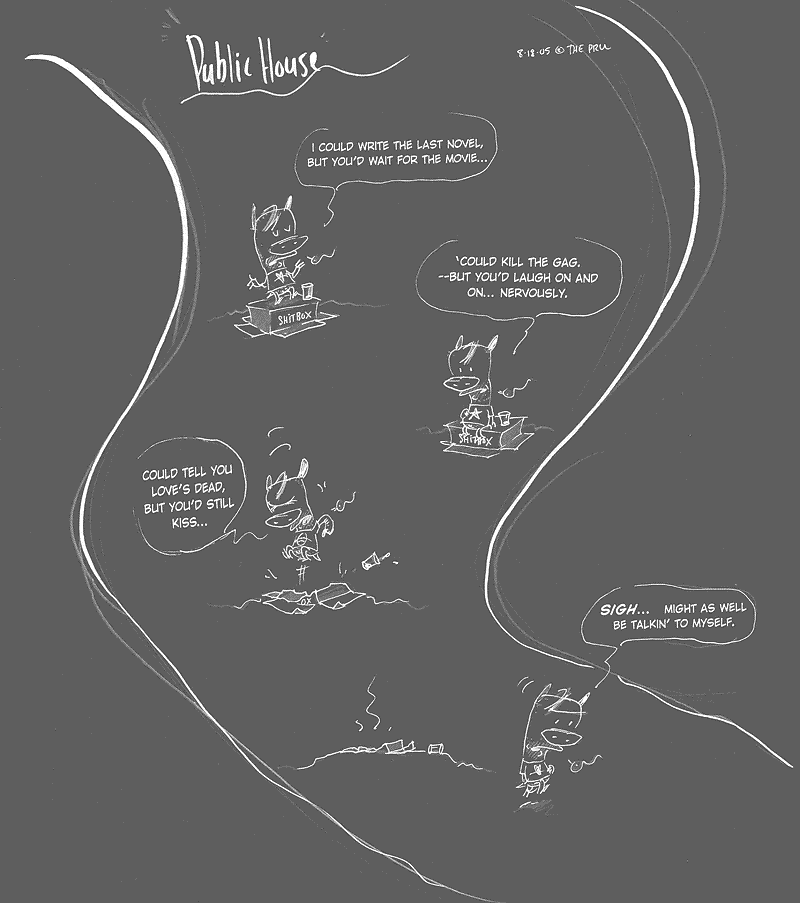 Public House
8·18·05 © THE PRU
I COULD WRITE THE LAST NOVEL,
BUT YOU'D WAIT FOR THE MOVIE...
SHITBOX
'COULD KILL THE GAG.
--BUT YOU'D LAUGH ON AND
ON... NERVOUSLY.
SHITBOX
COULD TELL YOU
LOVE'S DEAD,
BUT YOU'D STILL
KISS...
OX
SIGH... MIGHT AS WELL
BE TALKIN' TO MYSELF.